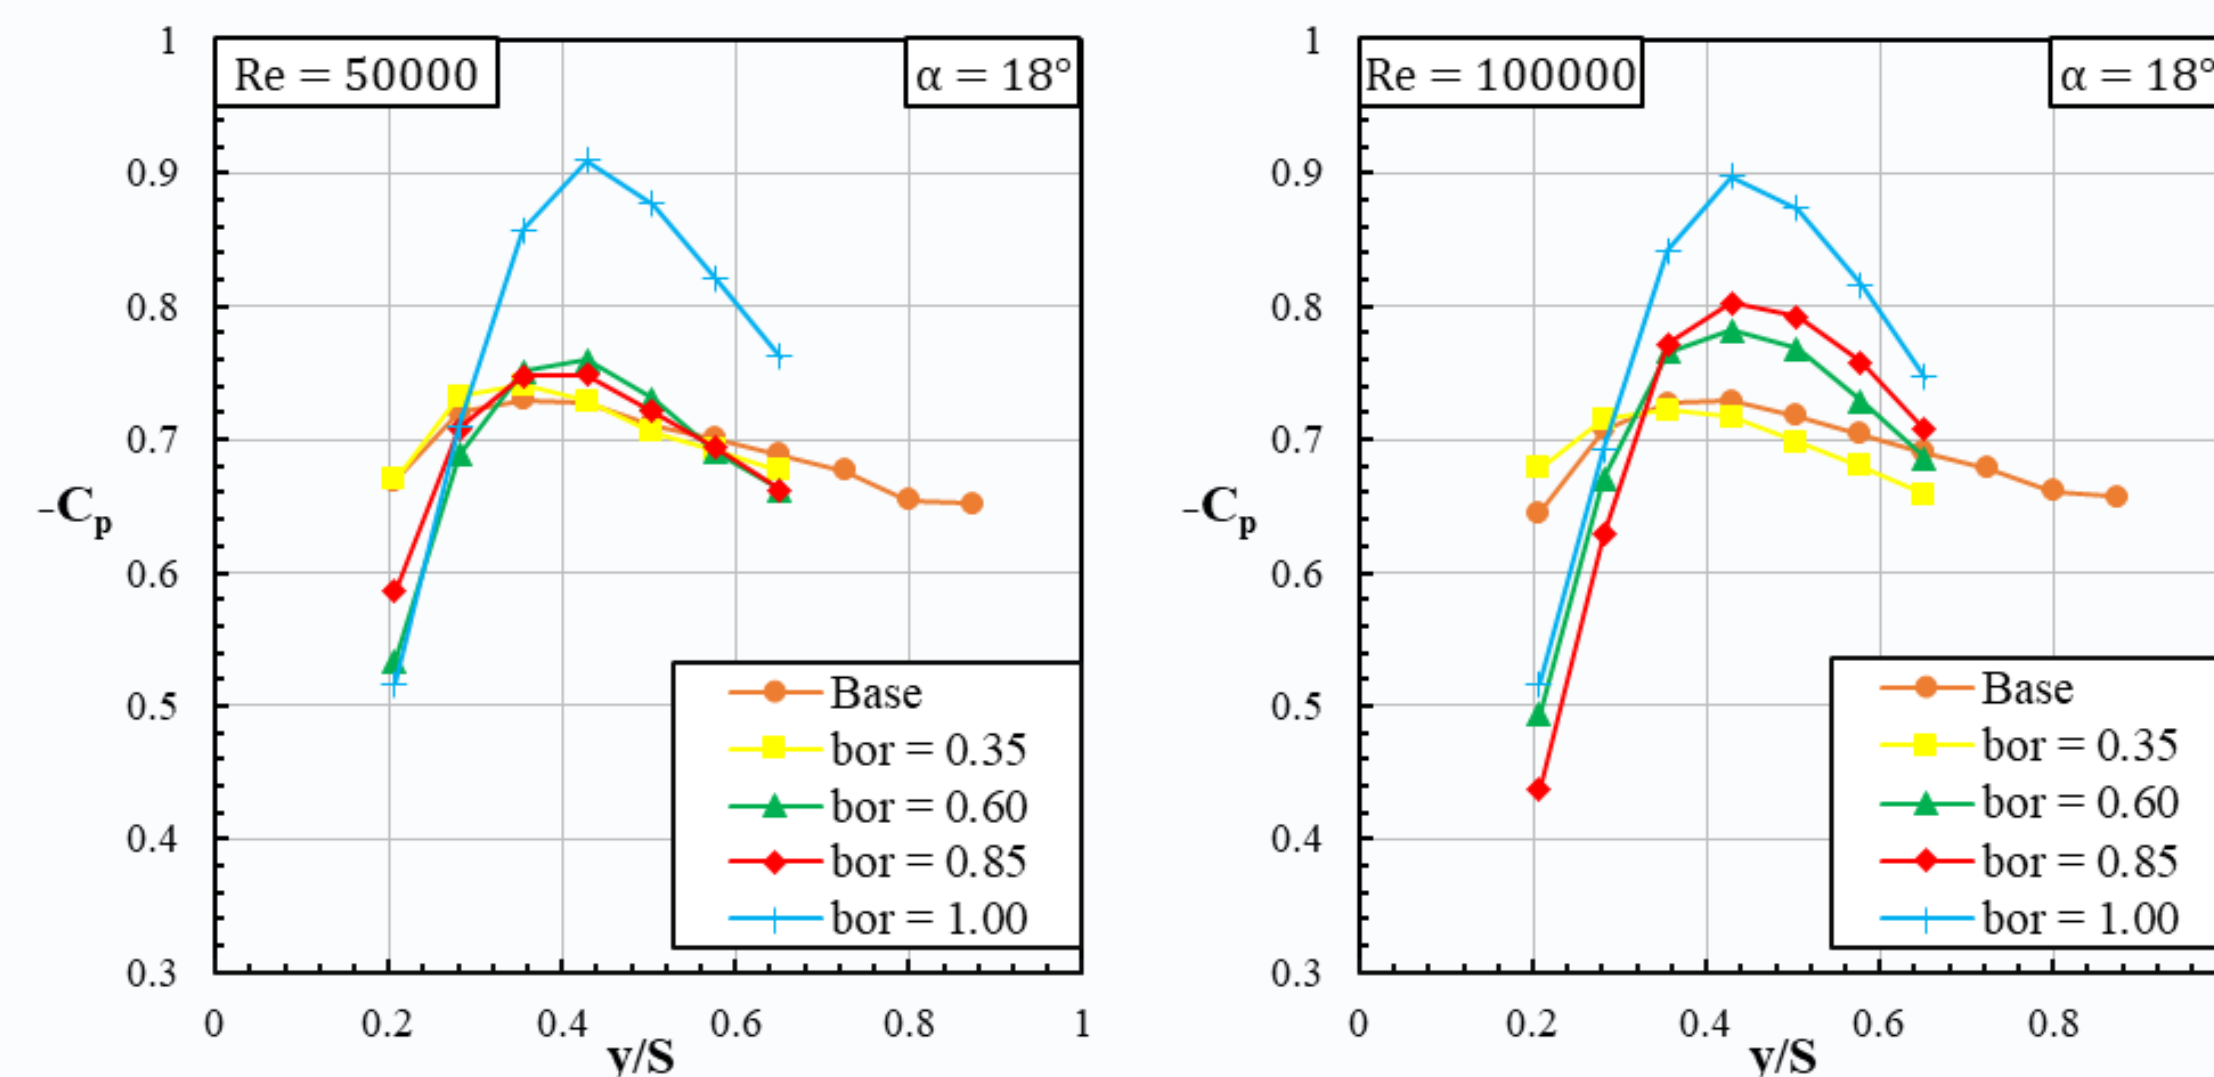 Re = 50000
α = 18°
1
0.9
0.8
0.7
0.6
0.5
0.4
0.3
-Cp
0
0.2
0.4
0.6
0.8
1
y/S
Base
bor = 0.35
bor = 0.60
bor = 0.85
bor = 1.00
Re = 100000
α = 18°
1
0.9
0.8
0.7
0.6
0.5
0.4
0.3
-Cp
0
0.2
0.4
0.6
0.8
y/S
Base
bor = 0.35
bor = 0.60
bor = 0.85
bor = 1.00